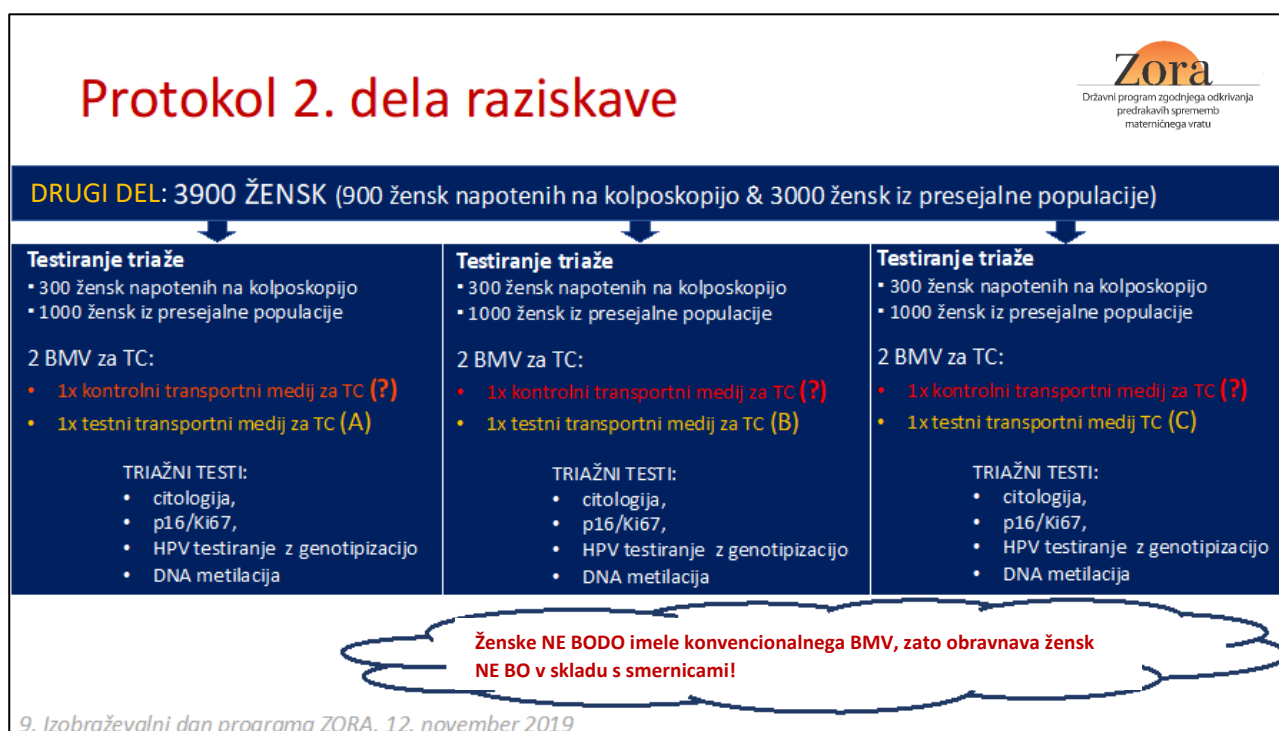 Protokol 2. dela raziskave
Zora
Državni program zgodnjega odkrivanja
predrakavih sprememb
materničnega vratu
DRUGI DEL: 3900 ŽENSK (900 žensk napotenih na kolposkopijo & 3000 žensk iz presejalne populacije)
Testiranje triaže
▪ 300 žensk napotenih na kolposkopijo
▪ 1000 žensk iz presejalne populacije
2 BMV za TC:
• 1x kontrolni transportni medij za TC (?)
• 1x testni transportni medij za TC (A)
TRIAŽNI TESTI:
• citologija,
• p16/Ki67,
• HPV testiranje z genotipizacijo
• DNA metilacija
Testiranje triaže
▪ 300 žensk napotenih na kolposkopijo
▪ 1000 žensk iz presejalne populacije
2 BMV za TC:
• 1x kontrolni transportni medij za TC (?)
• 1x testni transportni medij za TC (B)
TRIAŽNI TESTI:
• citologija,
• p16/Ki67,
• HPV testiranje z genotipizacijo
• DNA metilacija
Testiranje triaže
▪ 300 žensk napotenih na kolposkopijo
▪ 1000 žensk iz presejalne populacije
2 BMV za TC:
• 1x kontrolni transportni medij za TC (?)
• 1x testni transportni medij TC (C)
TRIAŽNI TESTI:
• citologija,
• p16/Ki67,
• HPV testiranje z genotipizacijo
• DNA metilacija
Ženske NE BODO imele konvencionalnega BMV, zato obravnava žensk
NE BO v skladu s smernicami!
9. Izobraževalni dan programa ZORA, 12. november 2019